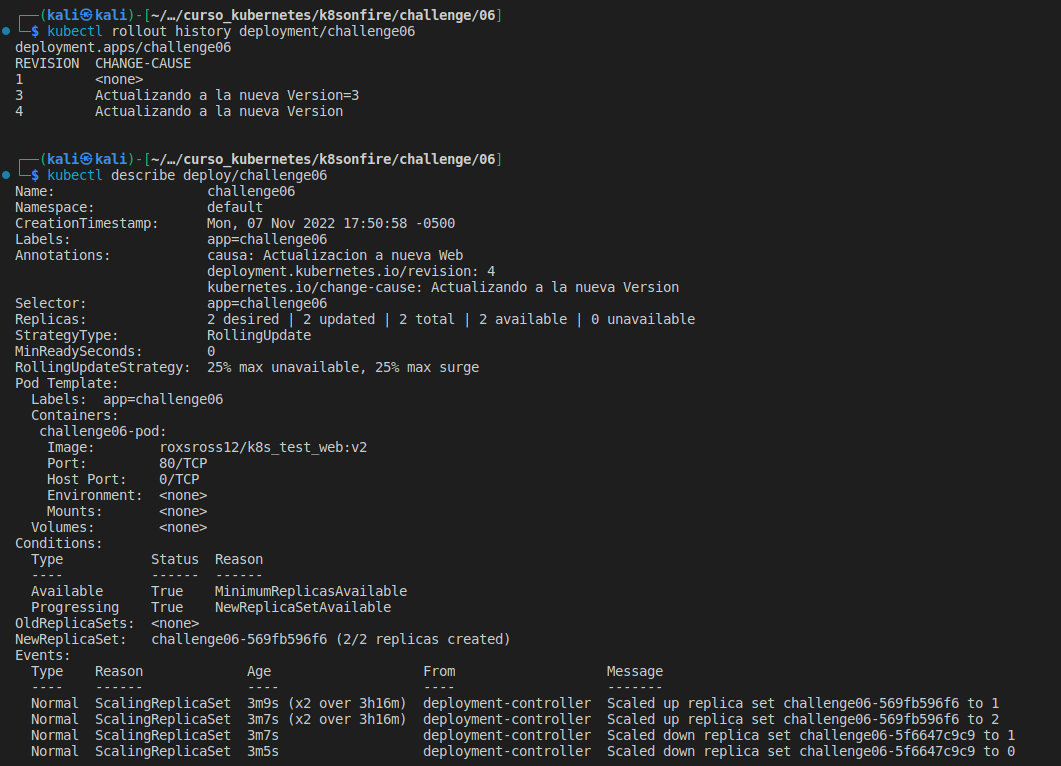 ┌──(kali㉿kali)-[~/…/curso_kubernetes/k8sonfire/challenge/06]
└─$ kubectl rollout history deployment/challenge06
deployment.apps/challenge06
REVISION  CHANGE-CAUSE
1         <none>
3         Actualizando a la nueva Version=3
4         Actualizando a la nueva Version
┌──(kali㉿kali)-[~/…/curso_kubernetes/k8sonfire/challenge/06]
└─$ kubectl describe deploy/challenge06
Name:                   challenge06
Namespace:              default
CreationTimestamp:      Mon, 07 Nov 2022 17:50:58 -0500
Labels:                 app=challenge06
Annotations:            causa: Actualizacion a nueva Web
                        deployment.kubernetes.io/revision: 4
                        kubernetes.io/change-cause: Actualizando a la nueva Version
Selector:               app=challenge06
Replicas:               2 desired | 2 updated | 2 total | 2 available | 0 unavailable
StrategyType:           RollingUpdate
MinReadySeconds:        0
RollingUpdateStrategy:  25% max unavailable, 25% max surge
Pod Template:
  Labels:  app=challenge06
  Containers:
   challenge06-pod:
    Image:        roxsross12/k8s_test_web:v2
    Port:         80/TCP
    Host Port:    0/TCP
    Environment:  <none>
    Mounts:       <none>
  Volumes:        <none>
Conditions:
  Type           Status  Reason
  ----           ------  ------
  Available      True    MinimumReplicasAvailable
  Progressing    True    NewReplicaSetAvailable
OldReplicaSets:  <none>
NewReplicaSet:   challenge06-569fb596f6 (2/2 replicas created)
Events:
  Type    Reason             Age                   From                   Message
  ----    ------             ----                  ----                   -------
  Normal  ScalingReplicaSet  3m9s (x2 over 3h16m)  deployment-controller  Scaled up replica set challenge06-569fb596f6 to 1
  Normal  ScalingReplicaSet  3m7s (x2 over 3h16m)  deployment-controller  Scaled up replica set challenge06-569fb596f6 to 2
  Normal  ScalingReplicaSet  3m7s                  deployment-controller  Scaled down replica set challenge06-5f6647c9c9 to 1
  Normal  ScalingReplicaSet  3m5s                  deployment-controller  Scaled down replica set challenge06-5f6647c9c9 to 0